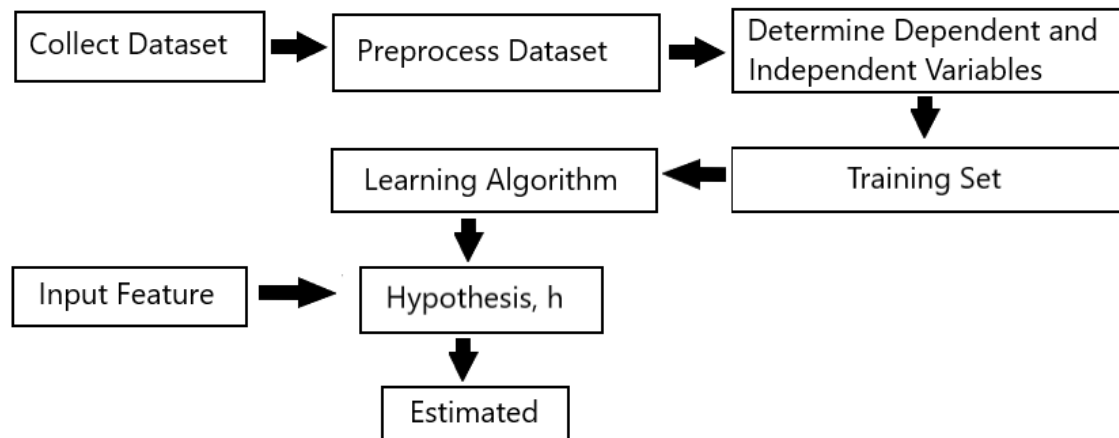 Collect Dataset
Preprocess Dataset
Determine Dependent and
Independent Variables
Training Set
Learning Algorithm
Input Feature
Hypothesis, h
Estimated